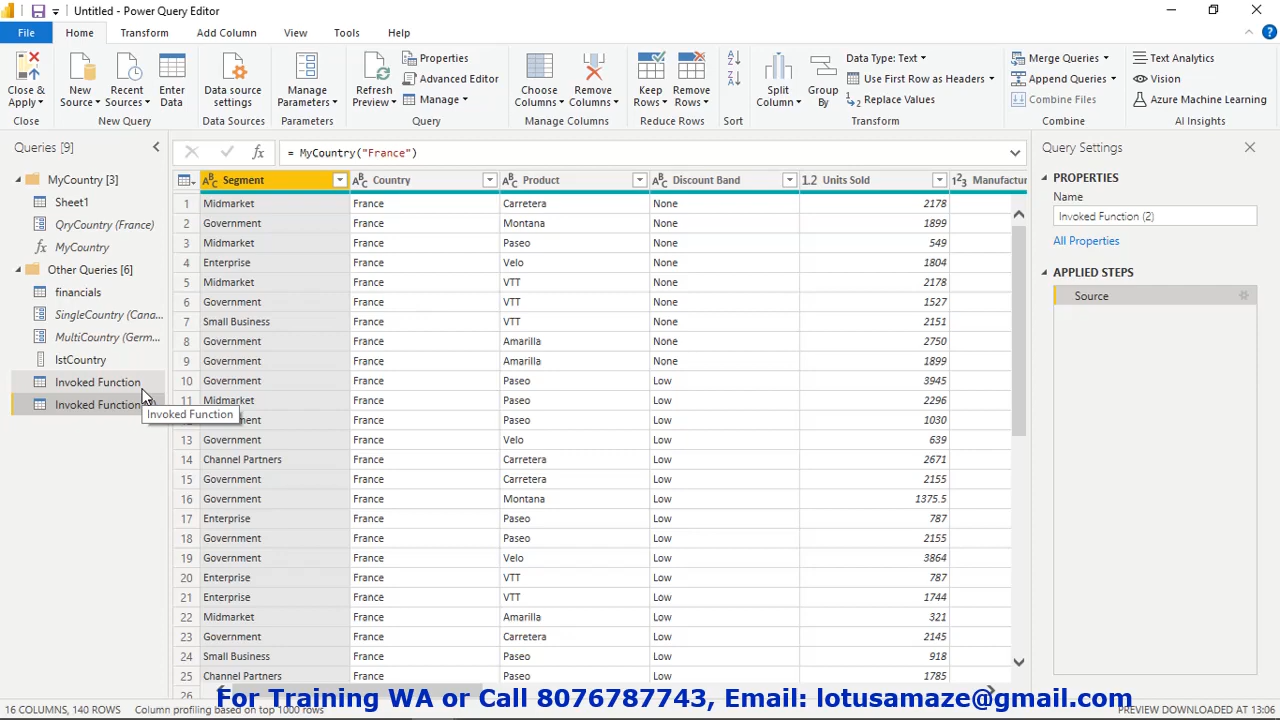 Untitled - Power Query Editor
File Home Transform Add Column View Tools Help
Close & Apply New Source Recent Sources Enter Data Data source settings Manage Parameters Refresh Preview Properties Advanced Editor Manage Choose Columns Remove Columns Keep Rows Remove Rows Split Column Group By Data Type: Text Use First Row as Headers Replace Values Merge Queries Append Queries Combine Files Text Analytics Vision Azure Machine Learning
Close New Query Data Sources Parameters Query Manage Columns Reduce Rows Sort Transform Combine AI Insights
Queries [9]
MyCountry [3]
Sheet1
QryCountry (France)
MyCountry
Other Queries [6]
financials
SingleCountry (Cana...
MultiCountry (Germ...
lstCountry
Invoked Function
Invoked Function
Invoked Function
= MyCountry("France")
Segment Country Product Discount Band 1.2 Units Sold 123 Manufactur
1 Midmarket France Carretera None 2178
2 Government France Montana None 1899
3 Midmarket France Paseo None 549
4 Enterprise France Velo None 1804
5 Midmarket France VTT None 2178
6 Government France VTT None 1527
7 Small Business France VTT None 2151
8 Government France Amarilla None 2750
9 Government France Amarilla None 1899
10 Government France Paseo Low 3945
11 Midmarket France Paseo Low 2296
ment France Paseo Low 1030
13 Government France Velo Low 639
14 Channel Partners France Carretera Low 2671
15 Government France Carretera Low 2155
16 Government France Montana Low 1375.5
17 Enterprise France Paseo Low 787
18 Government France Paseo Low 2155
19 Government France Velo Low 3864
20 Enterprise France VTT Low 787
21 Enterprise France VTT Low 1744
22 Midmarket France Amarilla Low 321
23 Government France Carretera Low 2145
24 Small Business France Paseo Low 918
25 Channel Partners France Paseo Low 1785
26
Query Settings
PROPERTIES
Name
Invoked Function (2)
All Properties
APPLIED STEPS
Source
For Training WA or Call 8076787743, Email: lotusamaze@gmail.com
16 COLUMNS, 140 ROWS Column profiling based on top 1000 rows PREVIEW DOWNLOADED AT 13:06